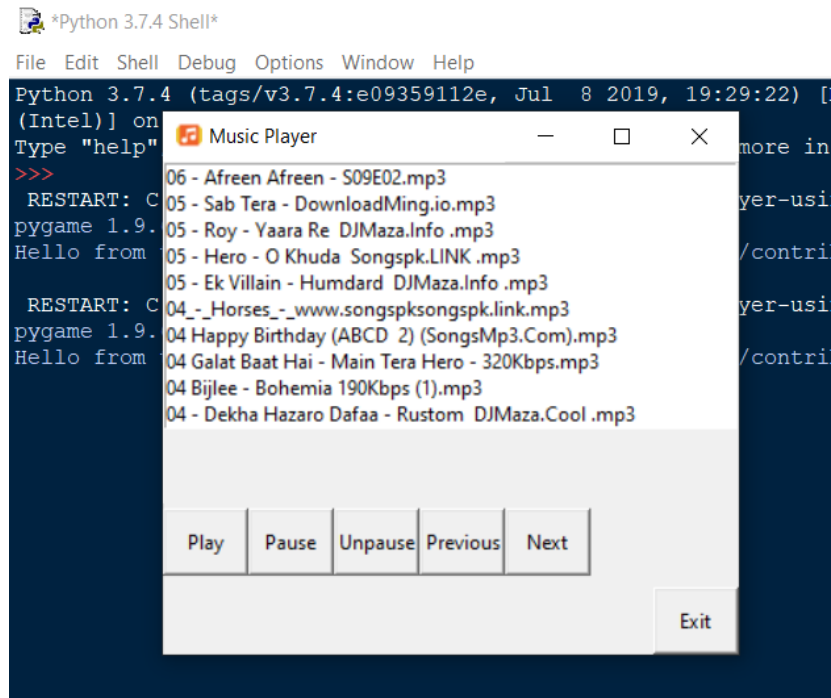 *Python 3.7.4 Shell*
File Edit Shell Debug Options Window Help
Python 3.7.4 (tags/v3.7.4:e09359112e, Jul  8 2019, 19:29:22) [
(Intel)] on
Type "help" more in
>>>
RESTART: C yer-usi
pygame 1.9.
Hello from /contri
RESTART: C yer-usi
pygame 1.9.
Hello from /contri
Music Player
06 - Afreen Afreen - S09E02.mp3
05 - Sab Tera - DownloadMing.io.mp3
05 - Roy - Yaara Re  DJMaza.Info .mp3
05 - Hero - O Khuda  Songspk.LINK .mp3
05 - Ek Villain - Humdard  DJMaza.Info .mp3
04_-_Horses_-_www.songspksongspk.link.mp3
04 Happy Birthday (ABCD  2) (SongsMp3.Com).mp3
04 Galat Baat Hai - Main Tera Hero - 320Kbps.mp3
04 Bijlee - Bohemia 190Kbps (1).mp3
04 - Dekha Hazaro Dafaa - Rustom  DJMaza.Cool .mp3
Play Pause Unpause Previous Next
Exit